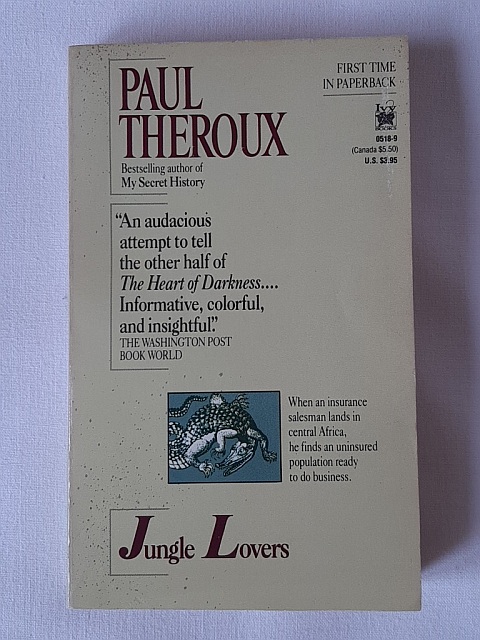 PAUL
THEROUX
Bestselling author of
My Secret History
FIRST TIME
IN PAPERBACK
Ivy
BOOKS
0518-9
(Canada $5.50)
U.S. $3.95
“An audacious
attempt to tell
the other half of
The Heart of Darkness....
Informative, colorful,
and insightful.”
THE WASHINGTON POST
BOOK WORLD
When an insurance
salesman lands in
central Africa,
he finds an uninsured
population ready
to do business.
Jungle Lovers